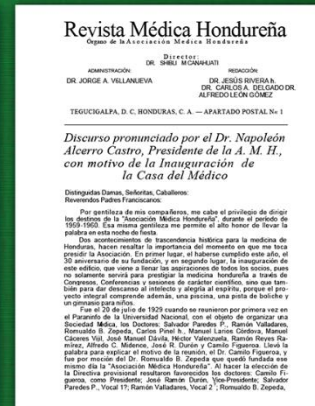 Revista Médica Hondureña
Organo de la Asociación Médica Hondureña
Director:
DR. SHIBLI M CANAHUATI
ADMINISTRACIÓN:
REDACCIÓN:
DR. JORGE A. VILLANUEVA
DR. JESÚS RIVERA h.
DR. CARLOS A. DELGADO DR.
ALFREDO LEÓN GÓMEZ
TEGUCIGALPA, D. C, HONDURAS, C. A. — APARTADO POSTAL N« 1
Discurso pronunciado por el Dr. Napoleón
Alcerro Castro, Presidente de la A. M. H.,
con motivo de la Inauguración de
la Casa del Médico
Distinguidas Damas, Señoritas, Caballeros:
Reverendos Padres Franciscanos:
Por gentileza de mis compañeros, me cabe el privilegio de dirigir
los destinos de la "Asociación Médica Hondureña", durante el período de
1959-1960. Esa misma gentileza me permite el alto honor de llevar la
palabra en esta noche de fiesta.
Dos acontecimientos de trascendencia histórica para la medicina de
Honduras, hacen resaltar la importancia del momento en que me toca
presidir la Asociación. En primer lugar, el haberse cumplido este año, el
30 aniversario de su fundación, y en segundo lugar, la inauguración de
este edificio, que viene a llenar las aspiraciones de todos los socios, pues
no solamente servirá para prestigiar la medicina hondureña a través de
Congresos, Conferencias y sesiones de carácter científico, sino que tam-
bién para dar descanso al intelecto y alegría al espíritu, porque el pro-
yecto integral comprende además, una piscina, una pista de boliche y
un gimnasio para niños.
Fue el 20 de julio de 1929 cuando se reunieron por primera vez en
el Paraninfo de la Universidad Nacional, con el objeto de organizar una
Sociedad Médica, los Doctores: Salvador Paredes P., Ramón Valladares,
Romualdo B. Zepeda, Carlos Pinel h., Manuel Larios Córdova, Manuel
Cáceres Vijil, José Manuel Dávila, Héctor Valenzuela, Ramón Reyes Ra-
mírez, Alfredo C. Midence, José R. Durón y Camilo Figueroa. Llevó la
palabra para explicar el motivo de la reunión, el Dr. Camilo Figueroa, y
fue por moción del Dr. Romualdo B. Zepeda que quedó fundada ese
mismo día la "Asociación Médica Hondureña". Al hacer la elección de
la Directiva provisional resultaron favorecidos los doctores: Camilo Fi-
gueroa, como Presidente; José Ramón Durón, Vice-Presidente; Salvador
Paredes P., Vocal 1?; Ramón Valladares, Vocal 2°; Romualdo B. Zepeda,